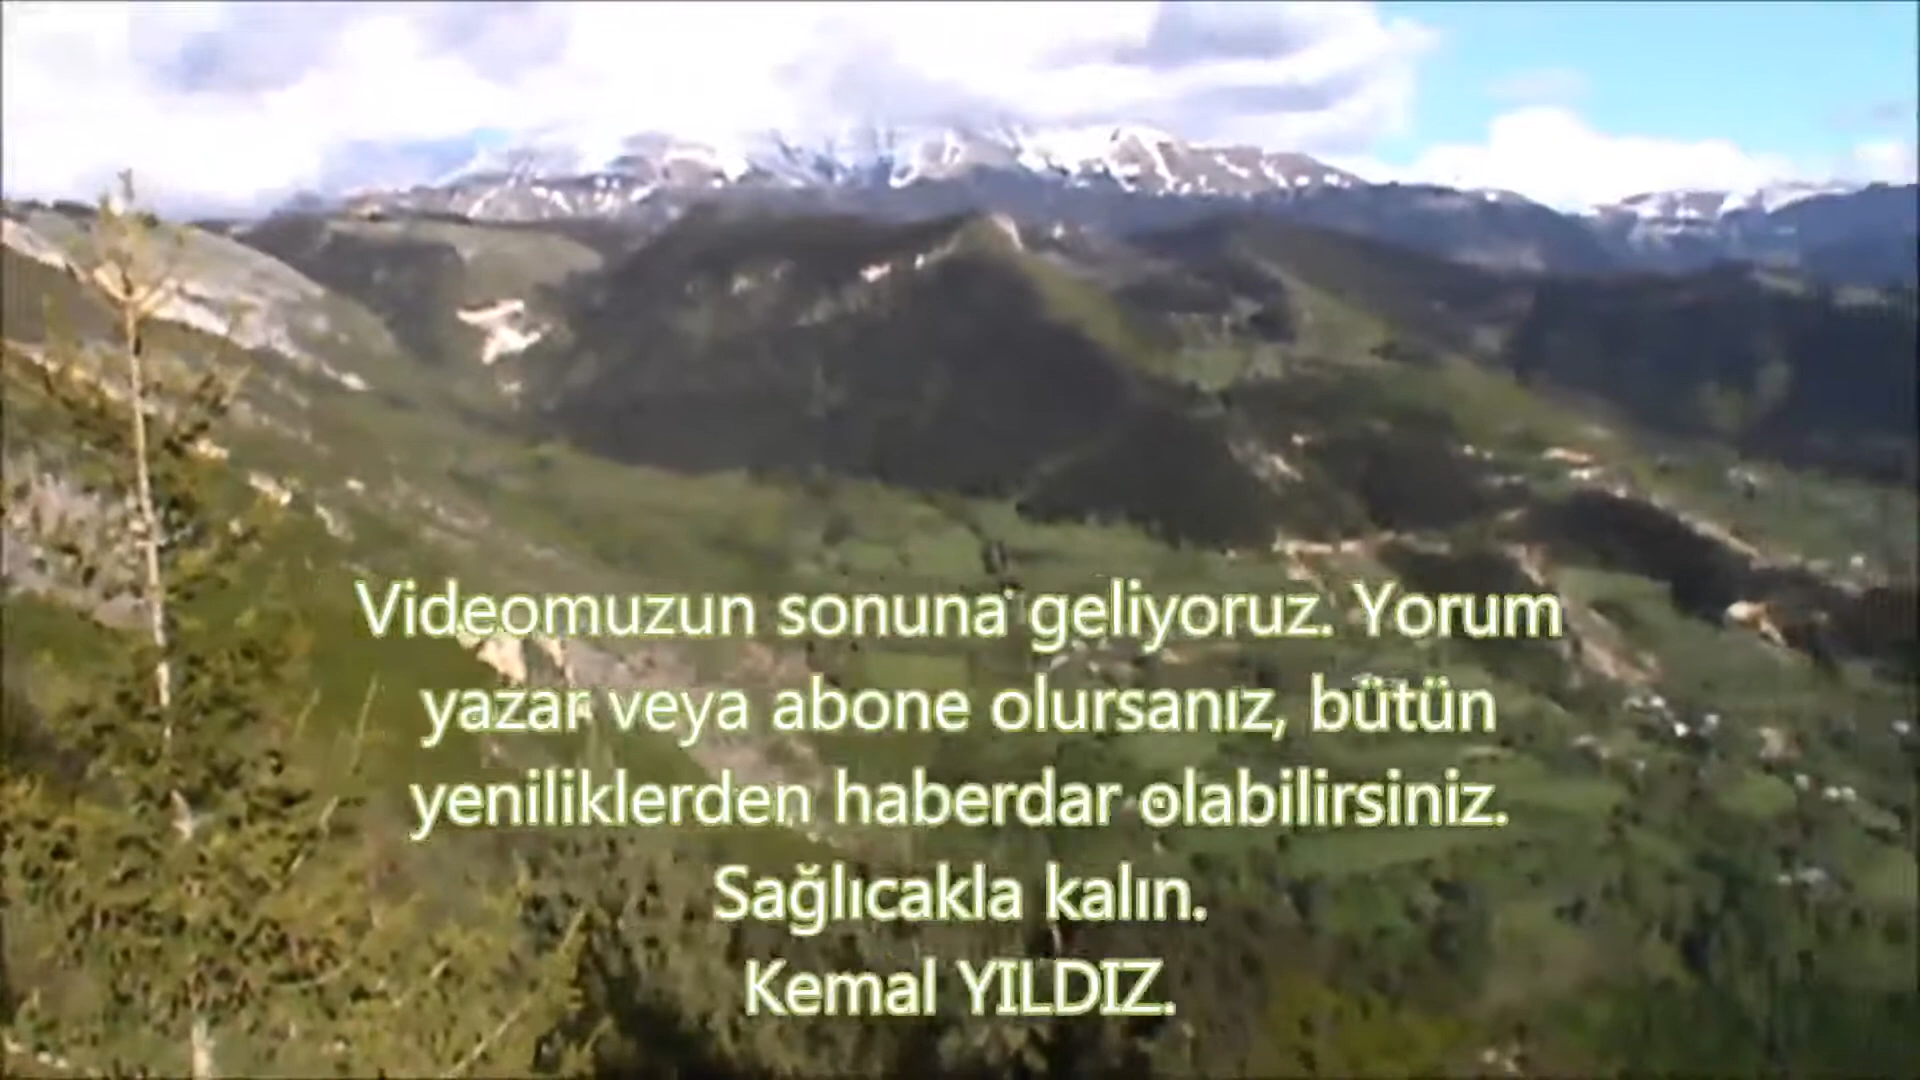 Videomuzun sonuna geliyoruz. Yorum
yazar veya abone olursanız, bütün
yeniliklerden haberdar olabilirsiniz.
Sağlıcakla kalın.
Kemal YILDIZ.